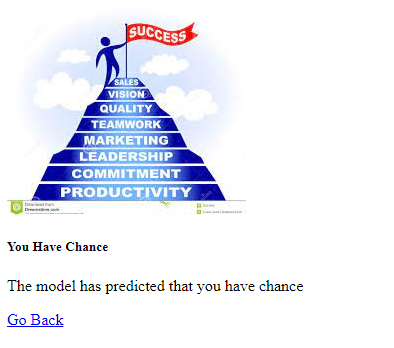 SUCCESS
SALES
VISION
QUALITY
TEAMWORK
MARKETING
LEADERSHIP
COMMITMENT
PRODUCTIVITY
Download from
Dreamstime.com
You Have Chance
The model has predicted that you have chance
Go Back